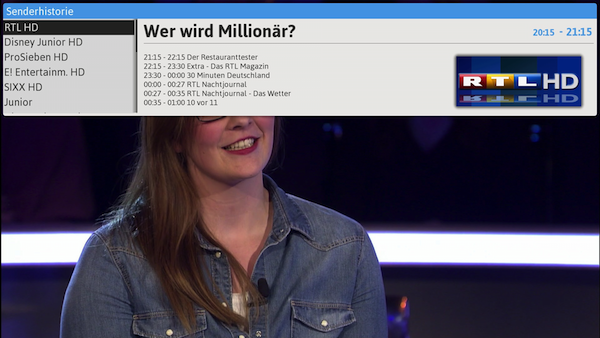 Senderhistorie
RTL HD
Disney Junior HD
ProSieben HD
E! Entertainm. HD
SIXX HD
Junior
Wer wird Millionär?
20:15 - 21:15
21:15 - 22:15 Der Restauranttester
22:15 - 23:30 Extra - Das RTL Magazin
23:30 - 00:00 30 Minuten Deutschland
00:00 - 00:27 RTL Nachtjournal
00:27 - 00:35 RTL Nachtjournal - Das Wetter
00:35 - 01:00 10 vor 11
RTL HD